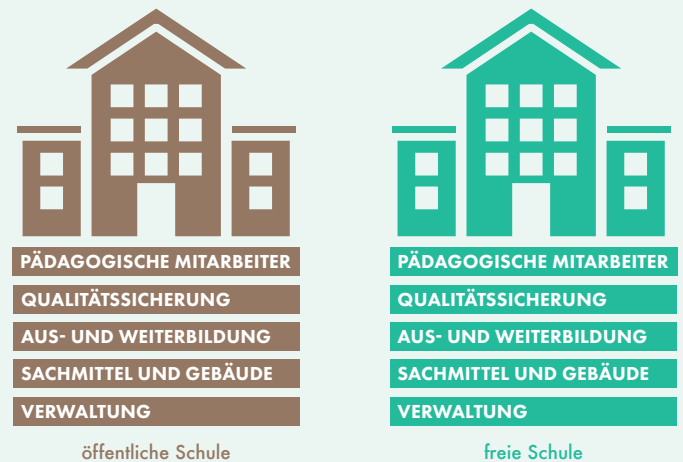 PÄDAGOGISCHE MITARBEITER
QUALITÄTSSICHERUNG
AUS- UND WEITERBILDUNG
SACHMITTEL UND GEBÄUDE
VERWALTUNG
öffentliche Schule
PÄDAGOGISCHE MITARBEITER
QUALITÄTSSICHERUNG
AUS- UND WEITERBILDUNG
SACHMITTEL UND GEBÄUDE
VERWALTUNG
freie Schule